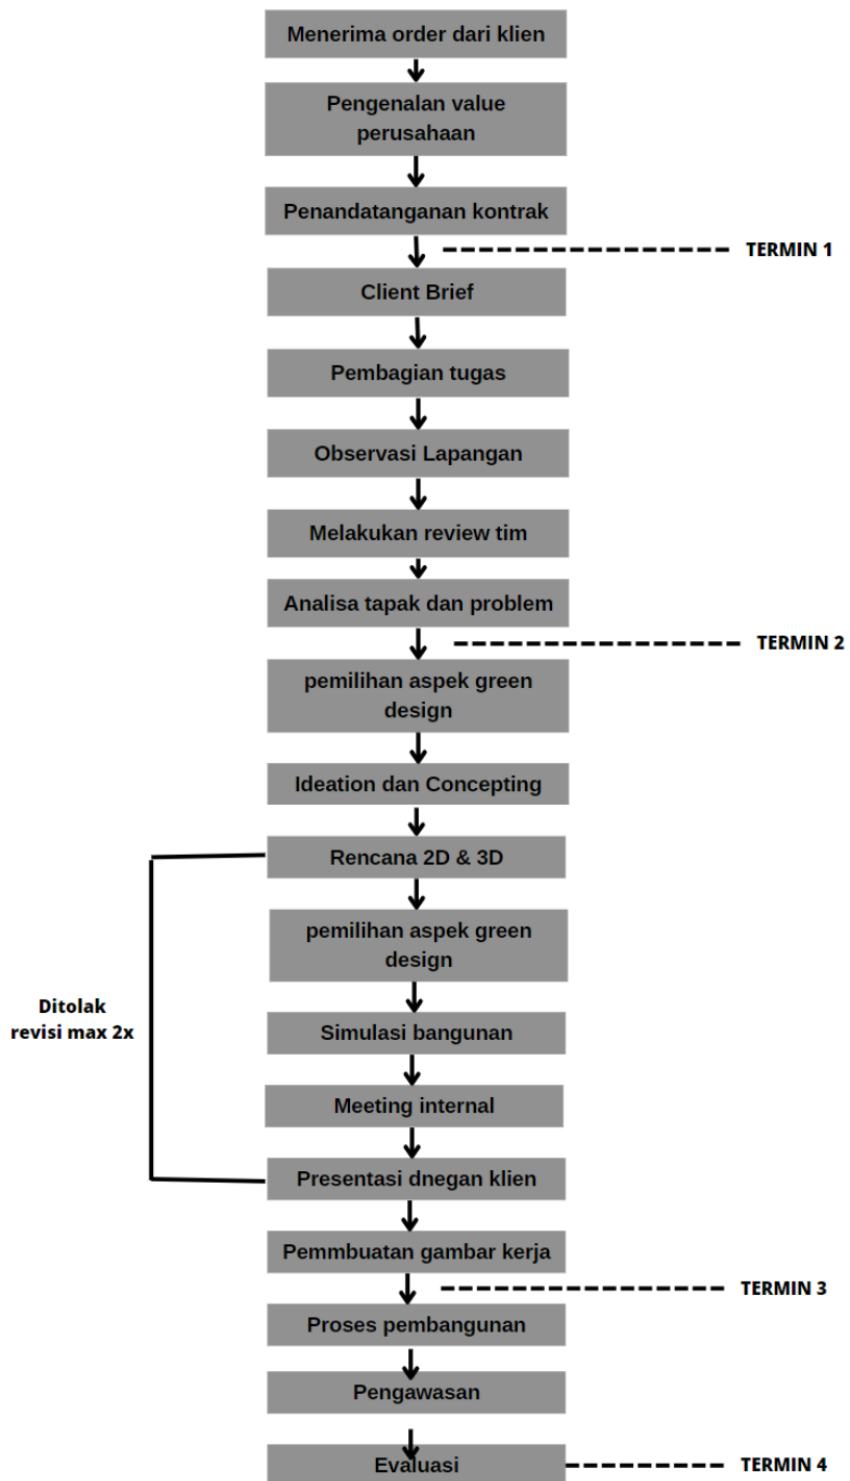 Menerima order dari klien
Pengenalan value
perusahaan
Penandatanganan kontrak
TERMIN 1
Client Brief
Pembagian tugas
Observasi Lapangan
Melakukan review tim
Analisa tapak dan problem
TERMIN 2
pemilihan aspek green
design
Ideation dan Concepting
Rencana 2D & 3D
pemilihan aspek green
design
Ditolak
revisi max 2x
Simulasi bangunan
Meeting internal
Presentasi dnegan klien
Pemmbuatan gambar kerja
TERMIN 3
Proses pembangunan
Pengawasan
Evaluasi
TERMIN 4